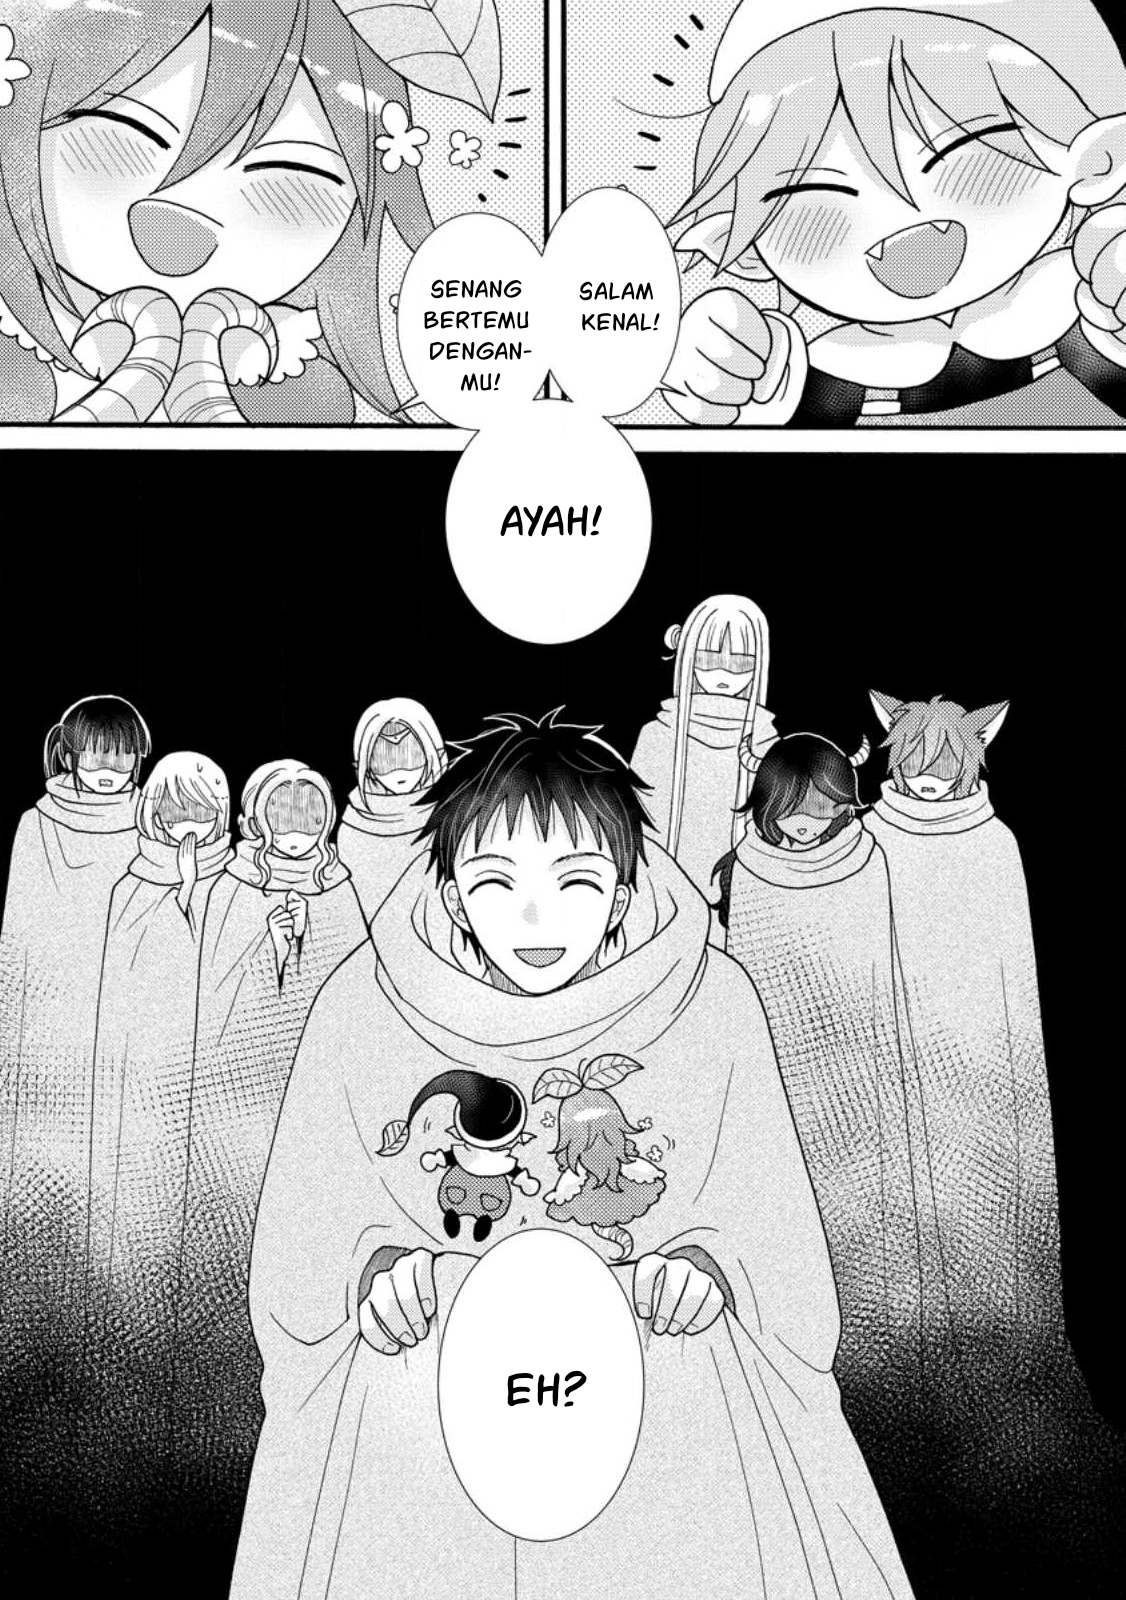 SALAM
KENAL!
SENANG
BERTEMU
DENGAN-
MU!
AYAH!
EH?